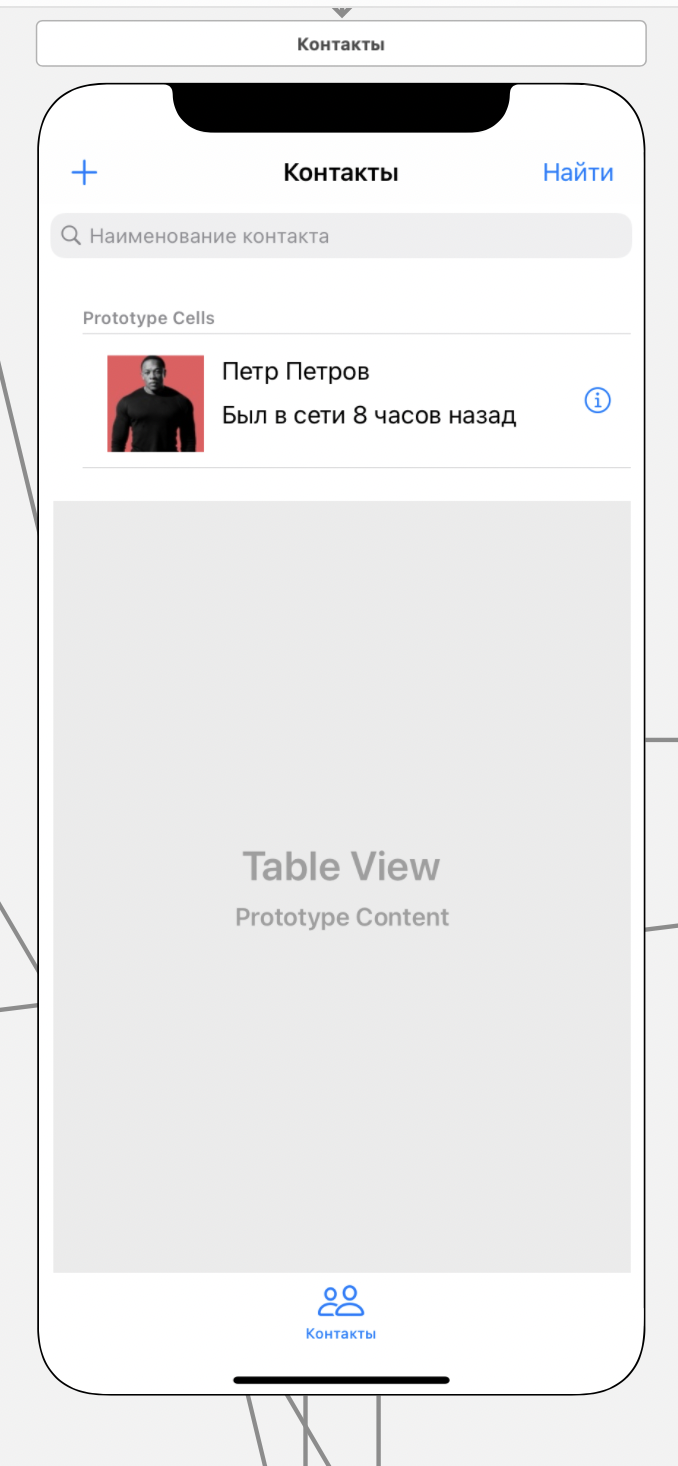 Контакты
Контакты
Найти
Наименование контакта
Prototype Cells
Петр Петров
Был в сети 8 часов назад
Table View
Prototype Content
Контакты